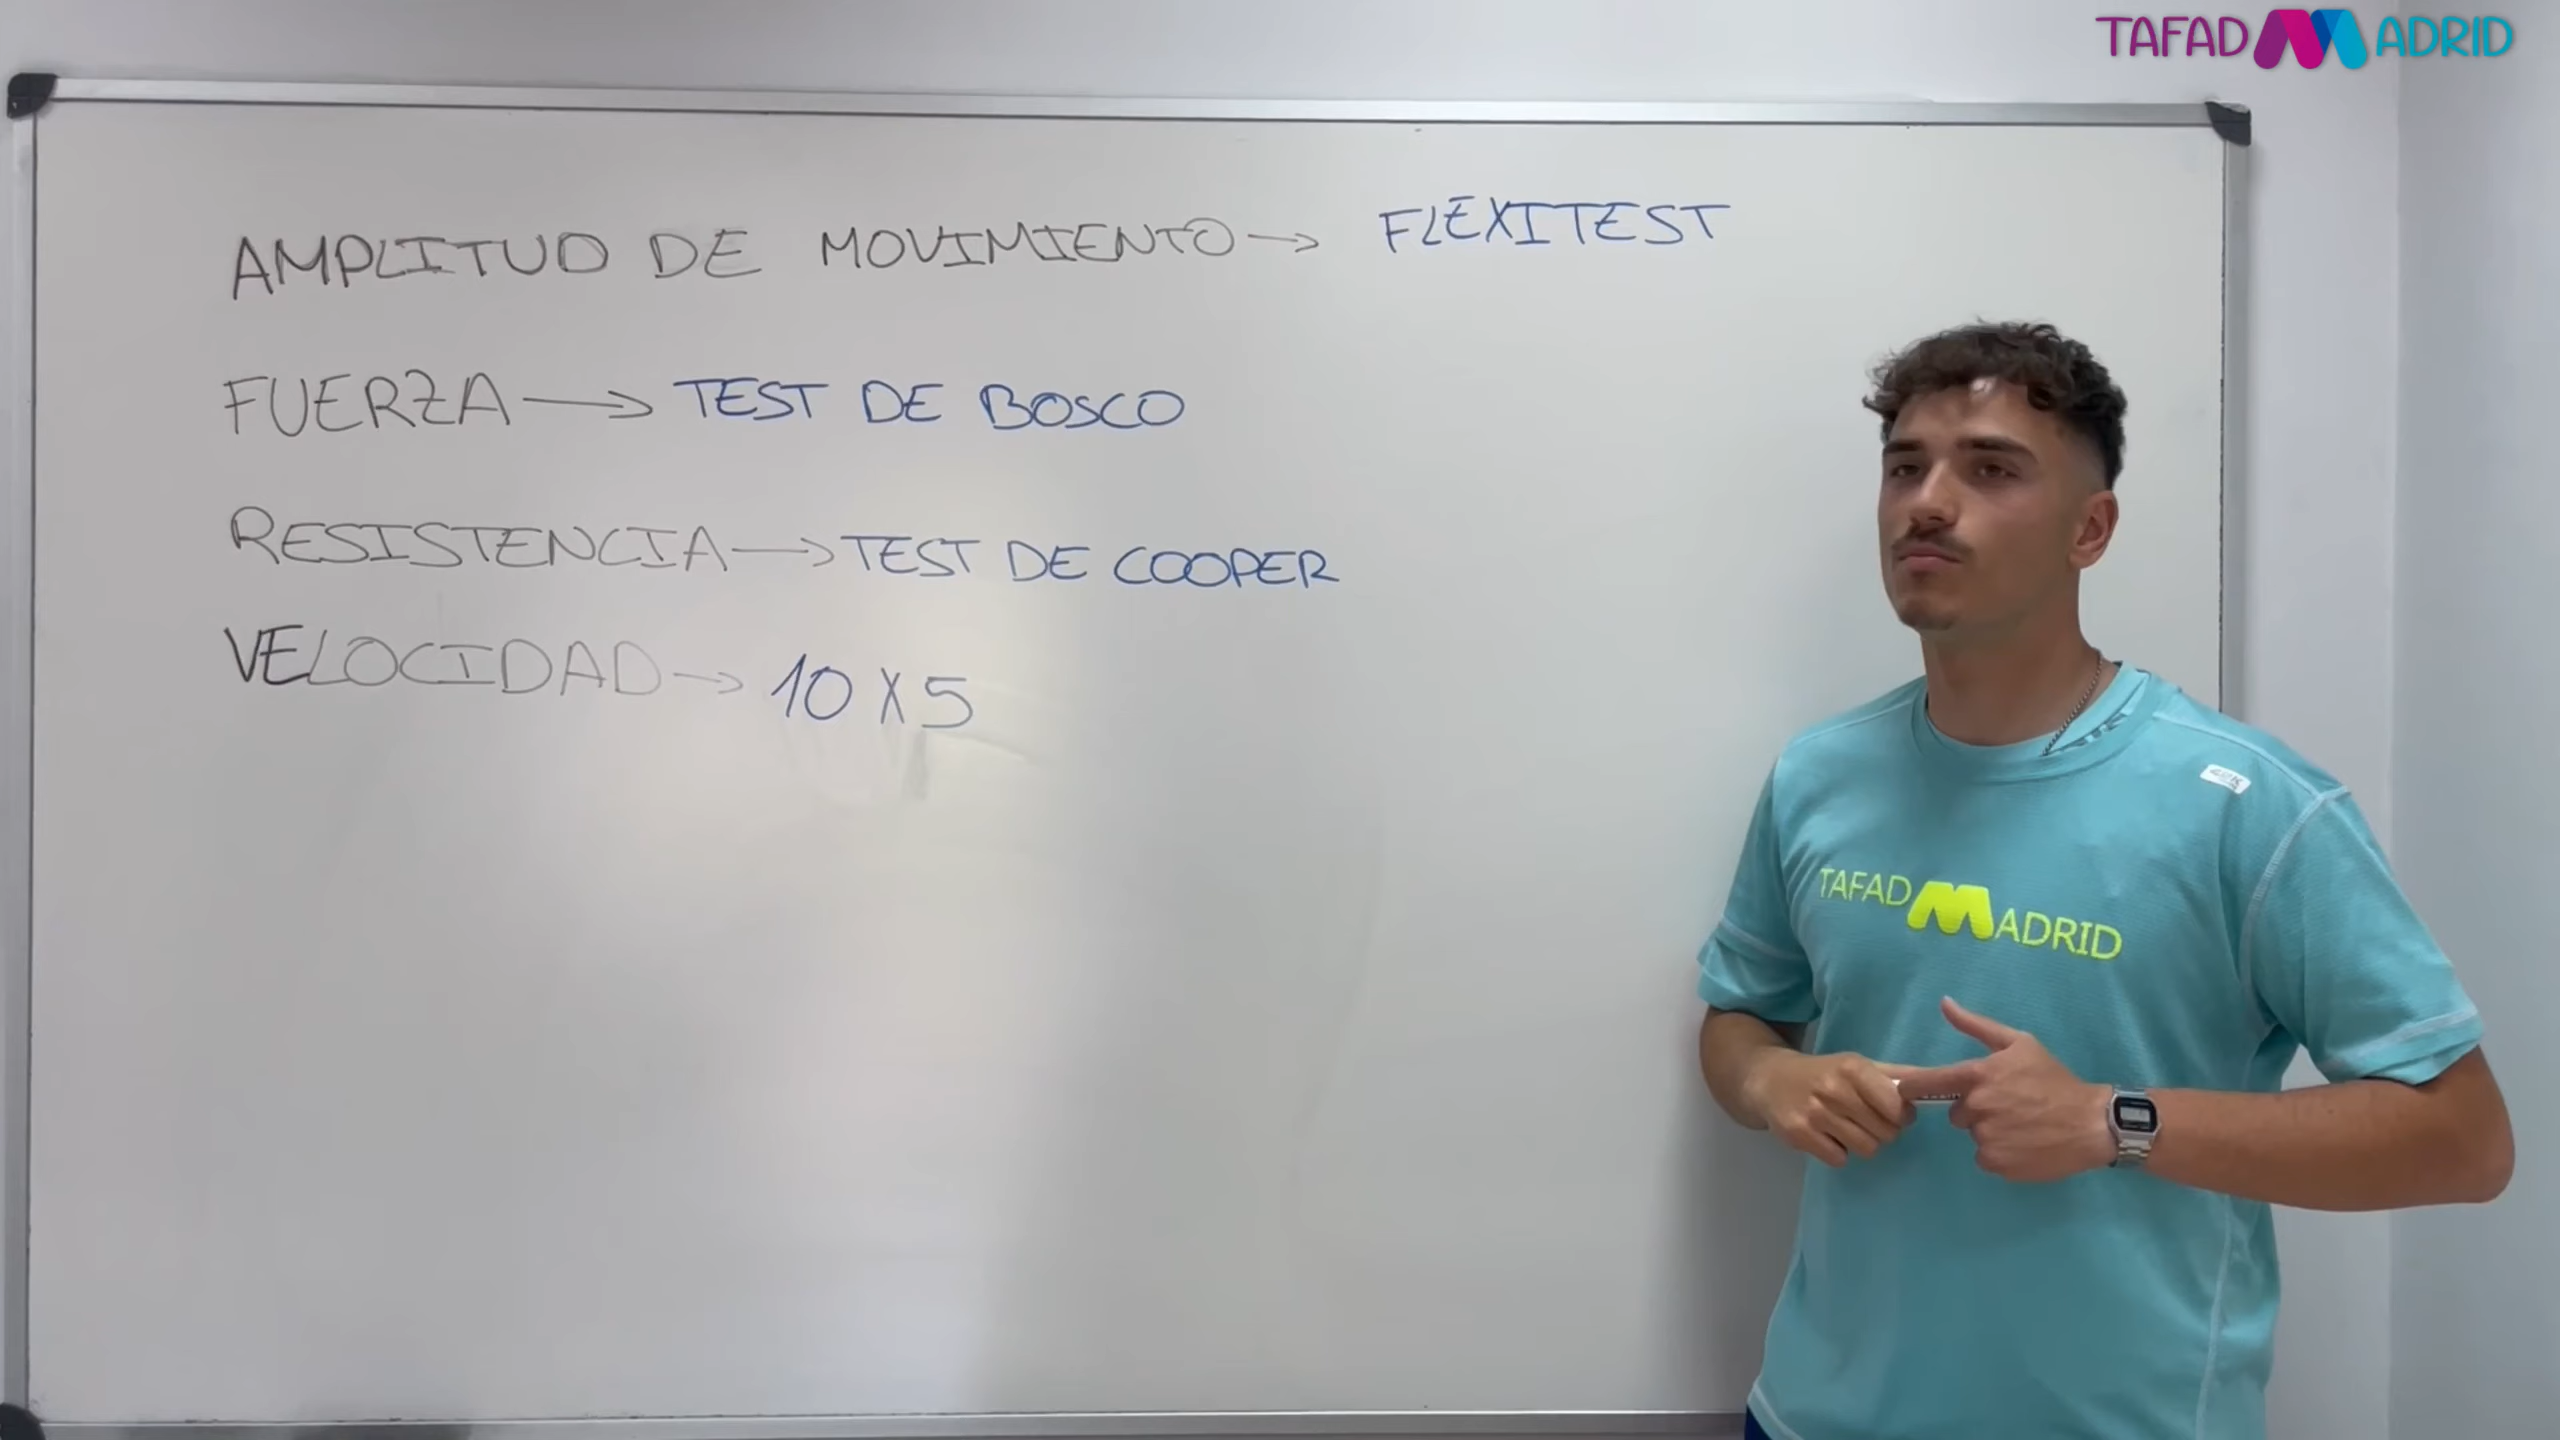 TAFAD MADRID
AMPLITUD DE MOVIMIENTO → FLEXITEST
FUERZA → TEST DE BOSCO
RESISTENCIA → TEST DE COOPER
VELOCIDAD → 10 X 5
TAFAD MADRID